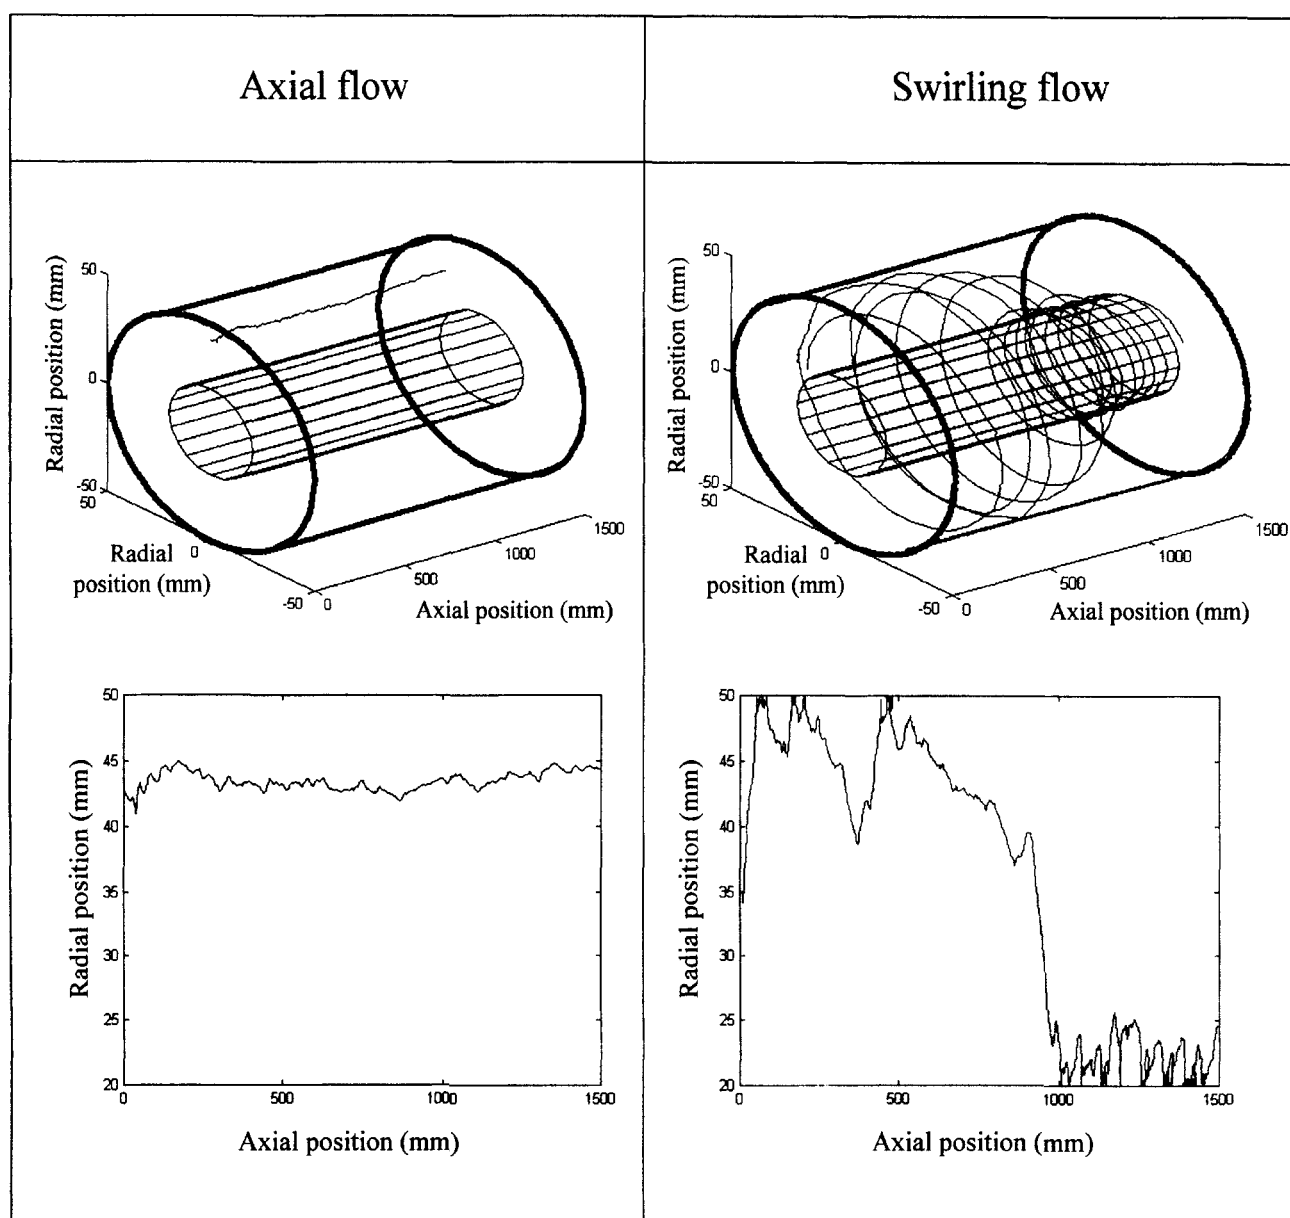 Axial flow
Swirling flow
Radial position (mm)
50
0
-50
50
Radial 0
position (mm)
-50
0
500
1000
1500
Axial position (mm)
Radial position (mm)
50
0
-50
50
Radial 0
position (mm)
-50
0
500
1000
1500
Axial position (mm)
Radial position (mm)
50
45
40
35
30
25
20
0 500 1000 1500
Axial position (mm)
Radial position (mm)
50
45
40
35
30
25
20
0 500 1000 1500
Axial position (mm)